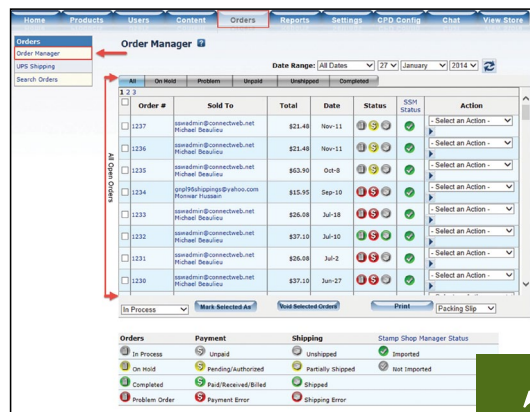 Home Products Users Content Orders Reports Settings CPD Config Chat View Store
Orders
Order Manager
UPS Shipping
Search Orders
Order Manager ?
Date Range: All Dates 27 January 2014
All On Hold Problem Unpaid Unshipped Completed
1 2 3
Order # Sold To Total Date Status SSM Status Action
1237 sswadmin@connectweb.net Michael Beaulieu $21.48 Nov-11 - Select an Action -
1236 sswadmin@connectweb.net Michael Beaulieu $21.48 Nov-11 - Select an Action -
1235 sswadmin@connectweb.net Michael Beaulieu $63.90 Oct-8 - Select an Action -
1234 gnpl96shippings@yahoo.com Monwar Hussain $15.95 Sep-10 - Select an Action -
1233 sswadmin@connectweb.net Michael Beaulieu $26.08 Jul-18 - Select an Action -
1232 sswadmin@connectweb.net Michael Beaulieu $37.10 Jul-10 - Select an Action -
1231 sswadmin@connectweb.net Michael Beaulieu $26.08 Jul-2 - Select an Action -
1230 sswadmin@connectweb.net Michael Beaulieu $37.10 Jun-27 - Select an Action -
All Open Orders
In Process Mark Selected As Void Selected Orders Print Packing Slip
Orders Payment Shipping Stamp Shop Manager Status
In Process Unpaid Unshipped Imported
On Hold Pending/Authorized Partially Shipped Not Imported
Completed Paid/Received/Billed Shipped
Problem Order Payment Error Shipping Error